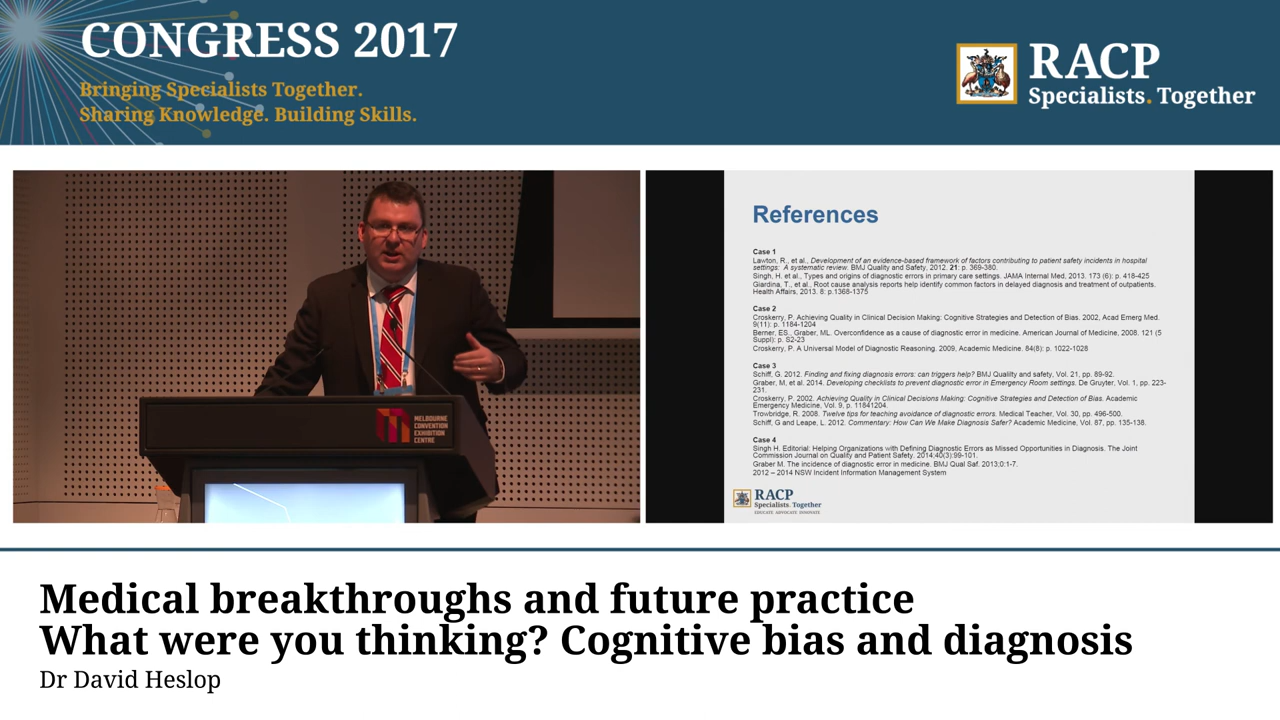 CONGRESS 2017
Bringing Specialists Together.
Sharing Knowledge. Building Skills.
RACP
Specialists. Together
MELBOURNE
CONVENTION
EXHIBITION
CENTRE
References
Case 1
Lawton, R., et al., Development of an evidence-based framework of factors contributing to patient safety incidents in hospital
settings: A systematic review. BMJ Quality and Safety, 2012. 21: p. 369-380.
Singh, H. et al., Types and origins of diagnostic errors in primary care settings. JAMA Internal Med, 2013. 173 (6): p. 418-425
Giardina, T., et al., Root cause analysis reports help identify common factors in delayed diagnosis and treatment of outpatients.
Health Affairs, 2013. 8: p.1368-1375
Case 2
Croskerry, P. Achieving Quality in Clinical Decision Making: Cognitive Strategies and Detection of Bias. 2002, Acad Emerg Med.
9(11): p. 1184-1204
Berner, ES., Graber, ML. Overconfidence as a cause of diagnostic error in medicine. American Journal of Medicine, 2008. 121 (5
Suppl): p. S2-23
Croskerry, P. A Universal Model of Diagnostic Reasoning. 2009, Academic Medicine. 84(8): p. 1022-1028
Case 3
Schiff, G. 2012. Finding and fixing diagnosis errors: can triggers help? BMJ Quality and safety, Vol. 21, pp. 89-92.
Graber, M. et al. 2014. Developing checklists to prevent diagnostic error in Emergency Room settings. De Gruyter, Vol. 1, pp. 223-
231.
Croskerry, P. 2002. Achieving Quality in Clinical Decisions Making: Cognitive Strategies and Detection of Bias. Academic
Emergency Medicine, Vol. 9, p. 11841204.
Trowbridge, R. 2008. Twelve tips for teaching avoidance of diagnostic errors. Medical Teacher, Vol. 30, pp. 496-500.
Schiff, G and Leape, L. 2012. Commentary: How Can We Make Diagnosis Safer? Academic Medicine, Vol. 87, pp. 135-138.
Case 4
Singh H. Editorial: Helping Organizations with Defining Diagnostic Errors as Missed Opportunities in Diagnosis. The Joint
Commission Journal on Quality and Patient Safety. 2014;40(3):99-101.
Graber M. The incidence of diagnostic error in medicine. BMJ Qual Saf. 2013;0:1-7.
2012 – 2014 NSW Incident Information Management System
RACP
Specialists. Together
EDUCATE ADVOCATE INNOVATE
Medical breakthroughs and future practice
What were you thinking? Cognitive bias and diagnosis
Dr David Heslop